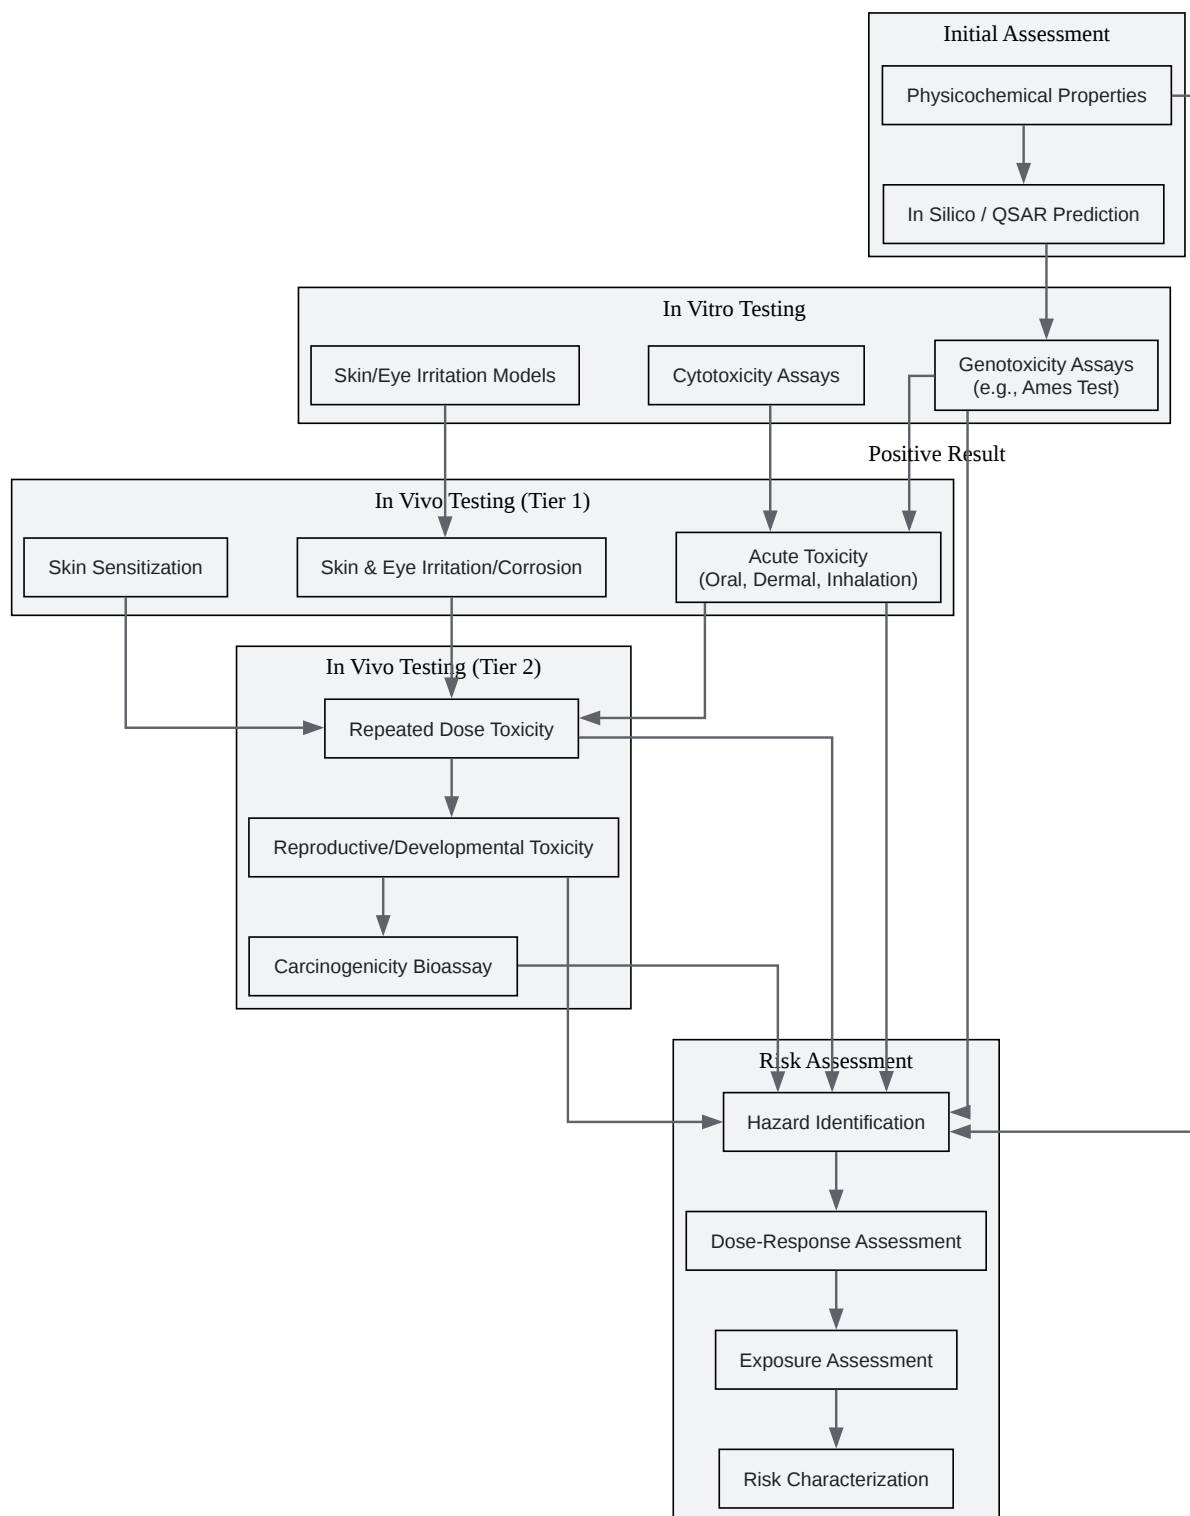 Initial Assessment
Physicochemical Properties
In Silico / QSAR Prediction
In Vitro Testing
Skin/Eye Irritation Models
Cytotoxicity Assays
Genotoxicity Assays
(e.g., Ames Test)
Positive Result
In Vivo Testing (Tier 1)
Skin Sensitization
Skin & Eye Irritation/Corrosion
Acute Toxicity
(Oral, Dermal, Inhalation)
In Vivo Testing (Tier 2)
Repeated Dose Toxicity
Reproductive/Developmental Toxicity
Carcinogenicity Bioassay
Risk Assessment
Hazard Identification
Dose-Response Assessment
Exposure Assessment
Risk Characterization